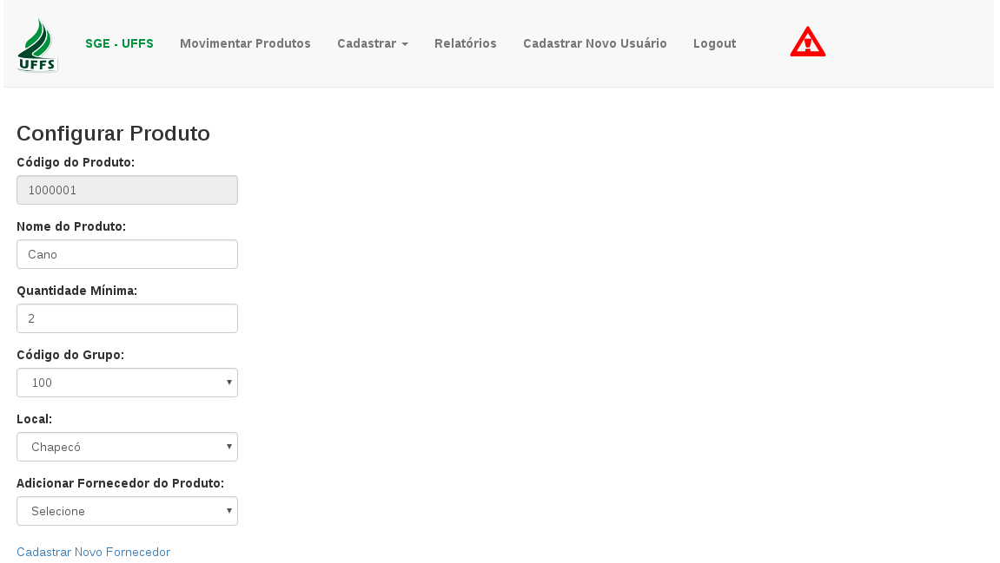 UFFS
SGE - UFFS Movimentar Produtos Cadastrar Relatórios Cadastrar Novo Usuário Logout
Configurar Produto
Código do Produto:
1000001
Nome do Produto:
Cano
Quantidade Mínima:
2
Código do Grupo:
100
Local:
Chapecó
Adicionar Fornecedor do Produto:
Selecione
Cadastrar Novo Fornecedor